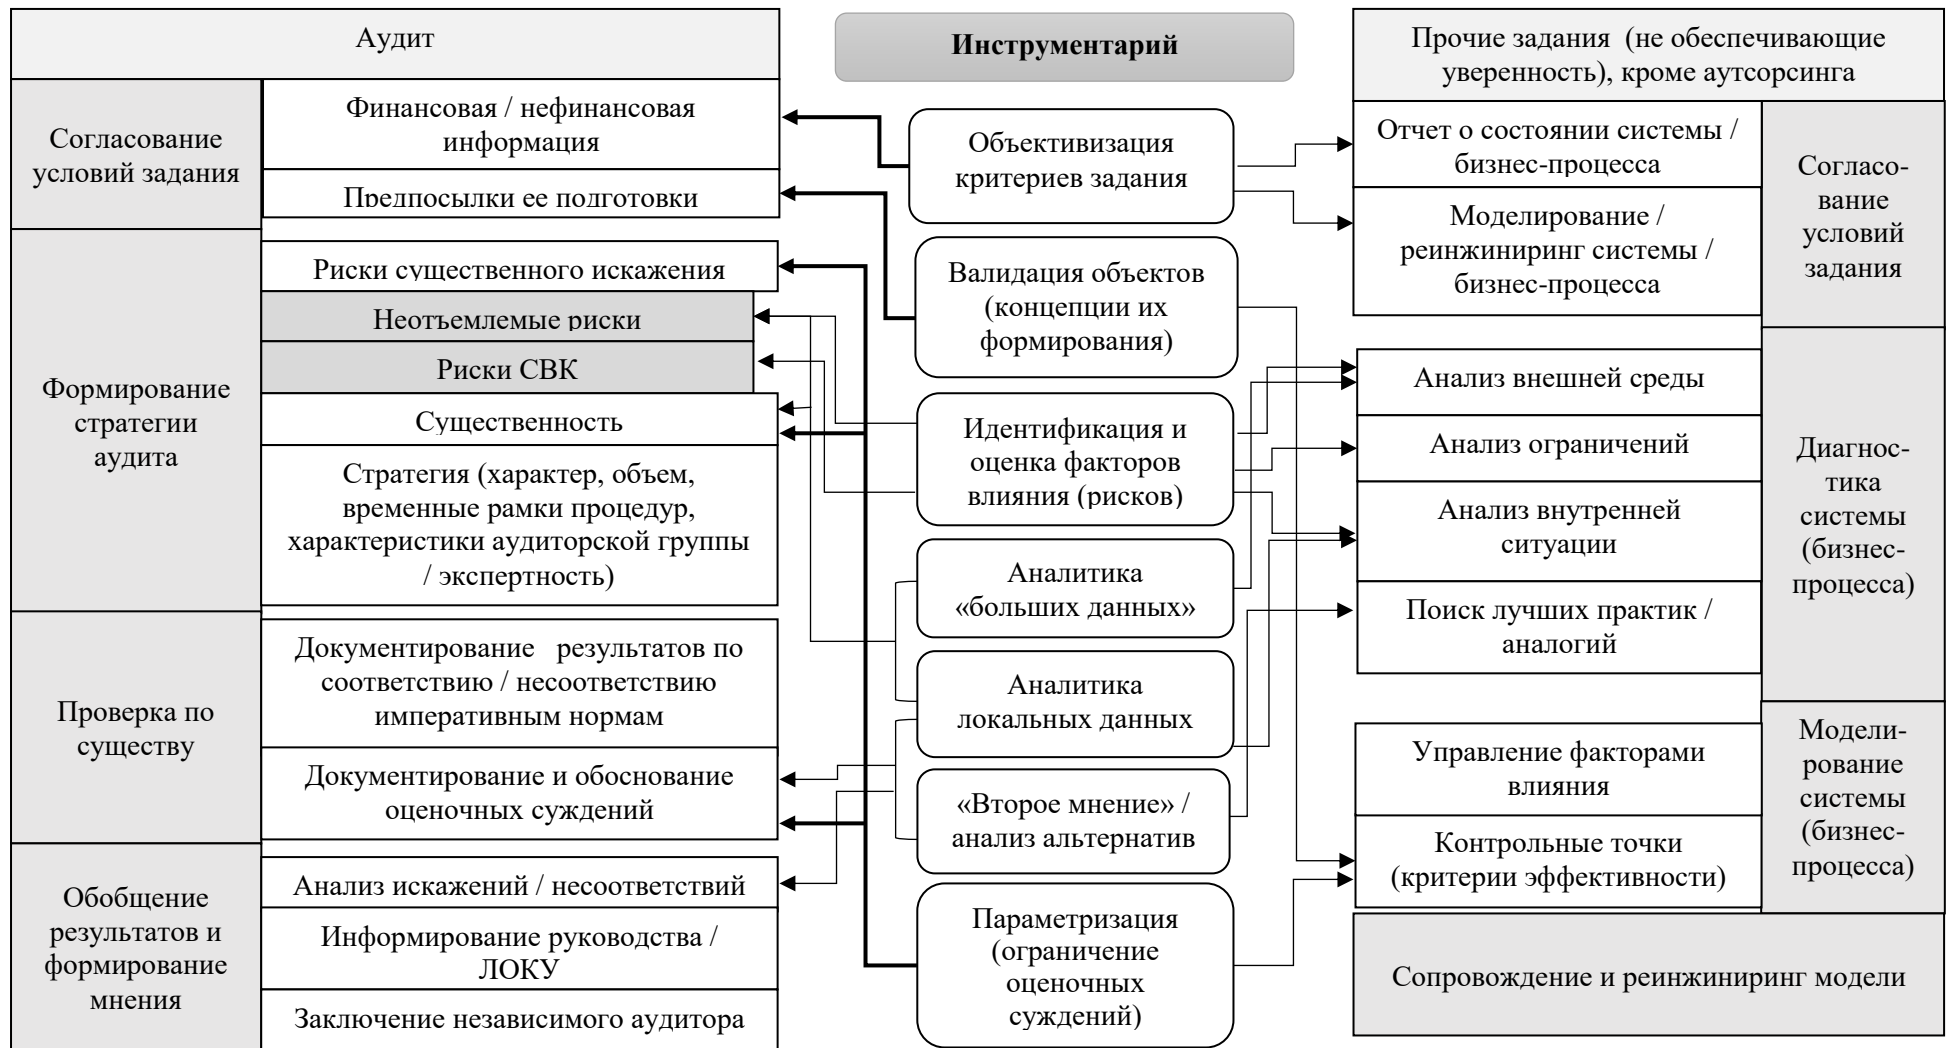 Аудит
Согласование
условий задания
Финансовая / нефинансовая
информация
Предпосылки ее подготовки
Формирование
стратегии
аудита
Риски существенного искажения
Неотъемлемые риски
Риски СВК
Существенность
Стратегия (характер, объем,
временные рамки процедур,
характеристики аудиторской группы
/ экспертность)
Проверка по
существу
Документирование результатов по
соответствию / несоответствию
императивным нормам
Документирование и обоснование
оценочных суждений
Обобщение
результатов и
формирование
мнения
Анализ искажений / несоответствий
Информирование руководства /
ЛОКУ
Заключение независимого аудитора
Инструментарий
Объективизация
критериев задания
Валидация объектов
(концепции их
формирования)
Идентификация и
оценка факторов
влияния (рисков)
Аналитика
«больших данных»
Аналитика
локальных данных
«Второе мнение» /
анализ альтернатив
Параметризация
(ограничение
оценочных
суждений)
Прочие задания (не обеспечивающие
уверенность), кроме аутсорсинга
Отчет о состоянии системы /
бизнес-процесса
Моделирование /
реинжиниринг системы /
бизнес-процесса
Согласо-
вание
условий
задания
Анализ внешней среды
Анализ ограничений
Анализ внутренней
ситуации
Поиск лучших практик /
аналогий
Диагнос-
тика
системы
(бизнес-
процесса)
Управление факторами
влияния
Контрольные точки
(критерии эффективности)
Модели-
рование
системы
(бизнес-
процесса)
Сопровождение и реинжиниринг модели